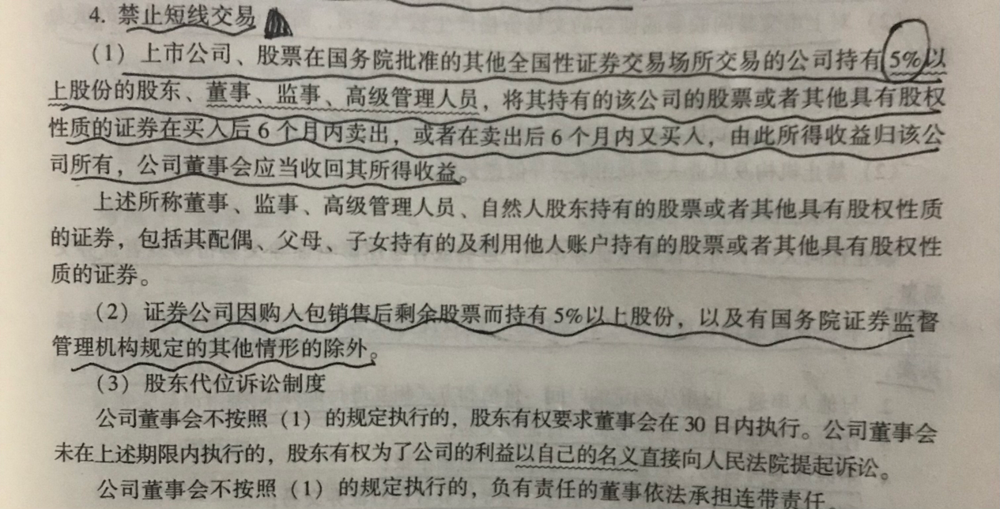 4. 禁止短线交易
（1）上市公司、股票在国务院批准的其他全国性证券交易场所交易的公司持有5%以
上股份的股东、董事、监事、高级管理人员，将其持有的该公司的股票或者其他具有股权
性质的证券在买入后6个月内卖出，或者在卖出后6个月内又买入，由此所得收益归该公
司所有，公司董事会应当收回其所得收益。
上述所称董事、监事、高级管理人员、自然人股东持有的股票或者其他具有股权性质
的证券，包括其配偶、父母、子女持有的及利用他人账户持有的股票或者其他具有股权性
质的证券。
（2）证券公司因购入包销售后剩余股票而持有5%以上股份，以及有国务院证券监督
管理机构规定的其他情形的除外。
（3）股东代位诉讼制度
公司董事会不按照（1）的规定执行的，股东有权要求董事会在30日内执行。公司董事会
未在上述期限内执行的，股东有权为了公司的利益以自己的名义直接向人民法院提起诉讼。
公司董事会不按照（1）的规定执行的，负有责任的董事依法承担连带责任。